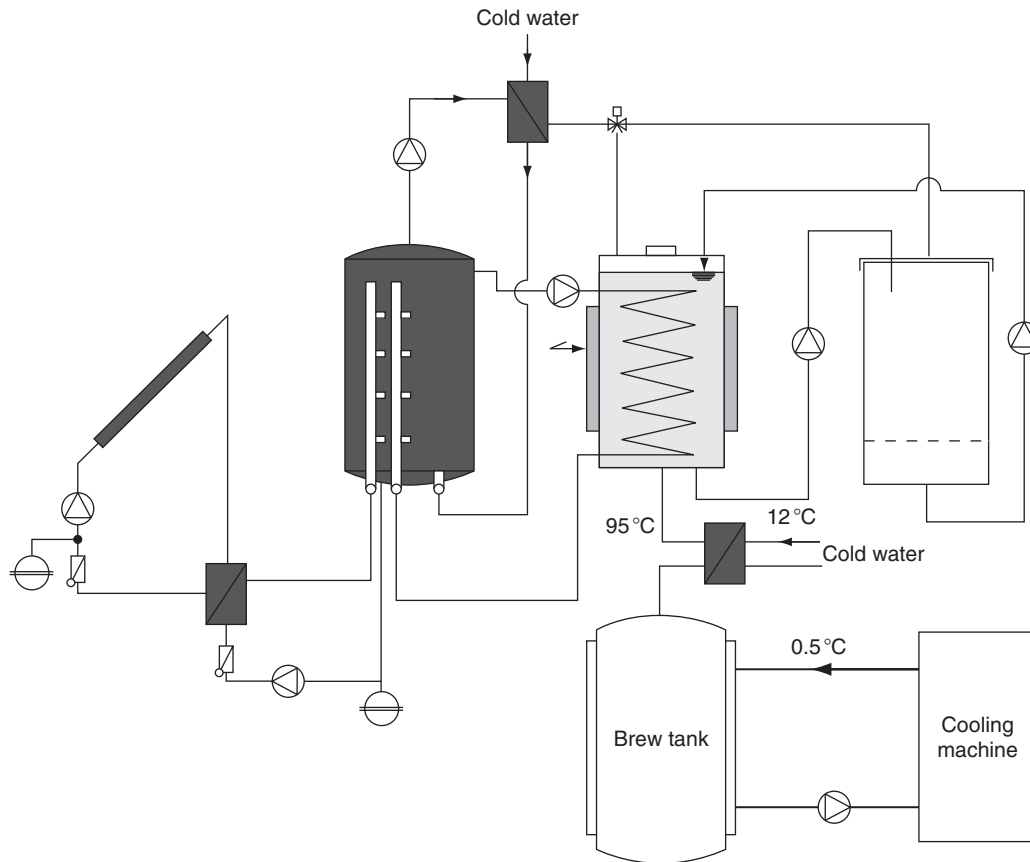 Cold water
95 °C
12 °C
Cold water
0.5 °C
Brew tank
Cooling
machine